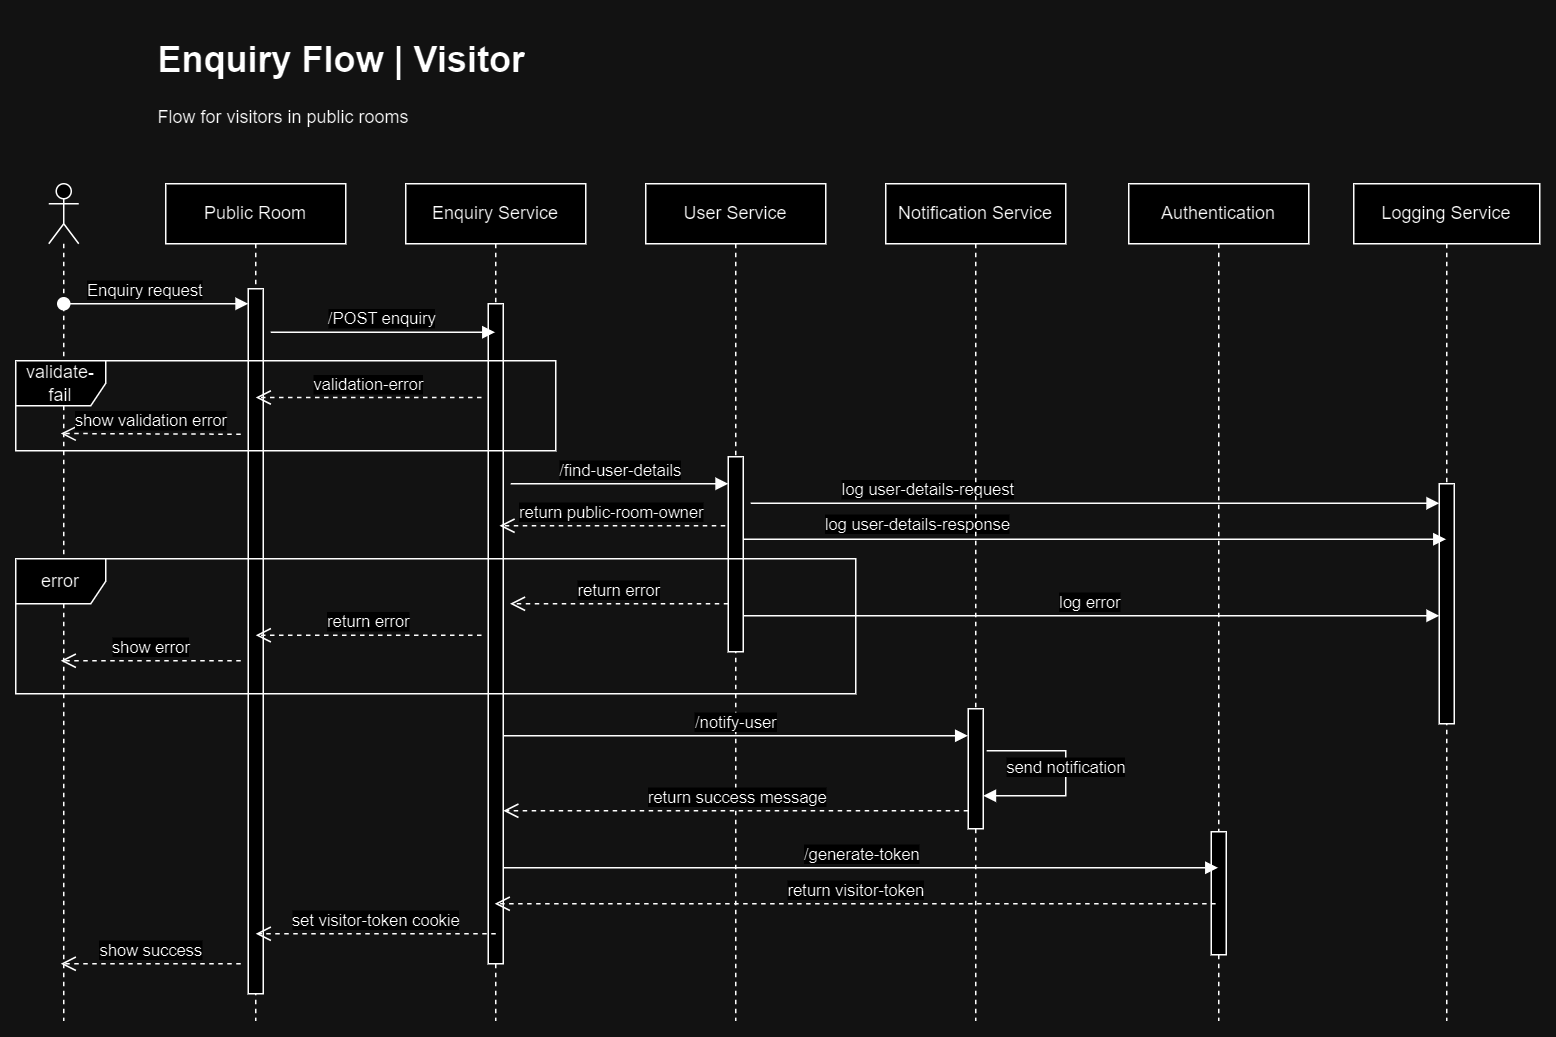 Enquiry Flow | Visitor
Flow for visitors in public rooms
Public Room
Enquiry Service
User Service
Notification Service
Authentication
Logging Service
Enquiry request
/POST enquiry
validate-
fail
validation-error
show validation error
/find-user-details
log user-details-request
return public-room-owner
log user-details-response
error
return error
log error
return error
show error
/notify-user
send notification
return success message
/generate-token
return visitor-token
set visitor-token cookie
show success